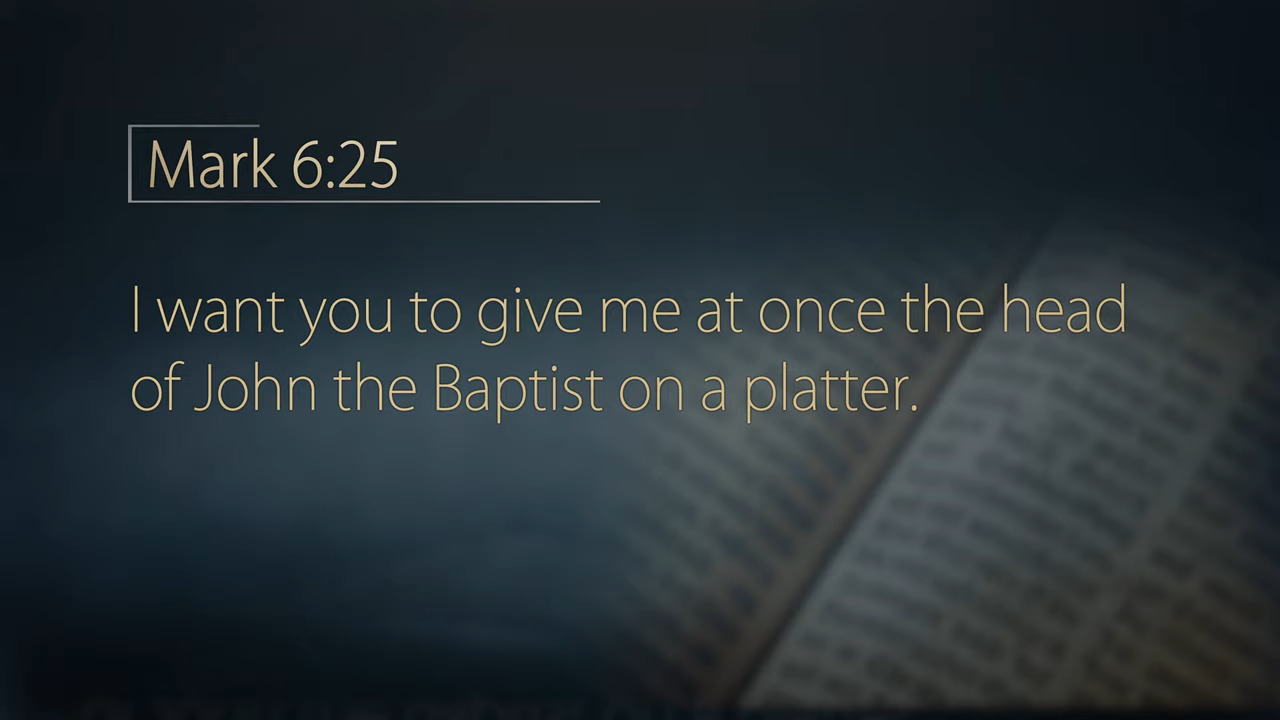 Mark 6:25
I want you to give me at once the head
of John the Baptist on a platter.